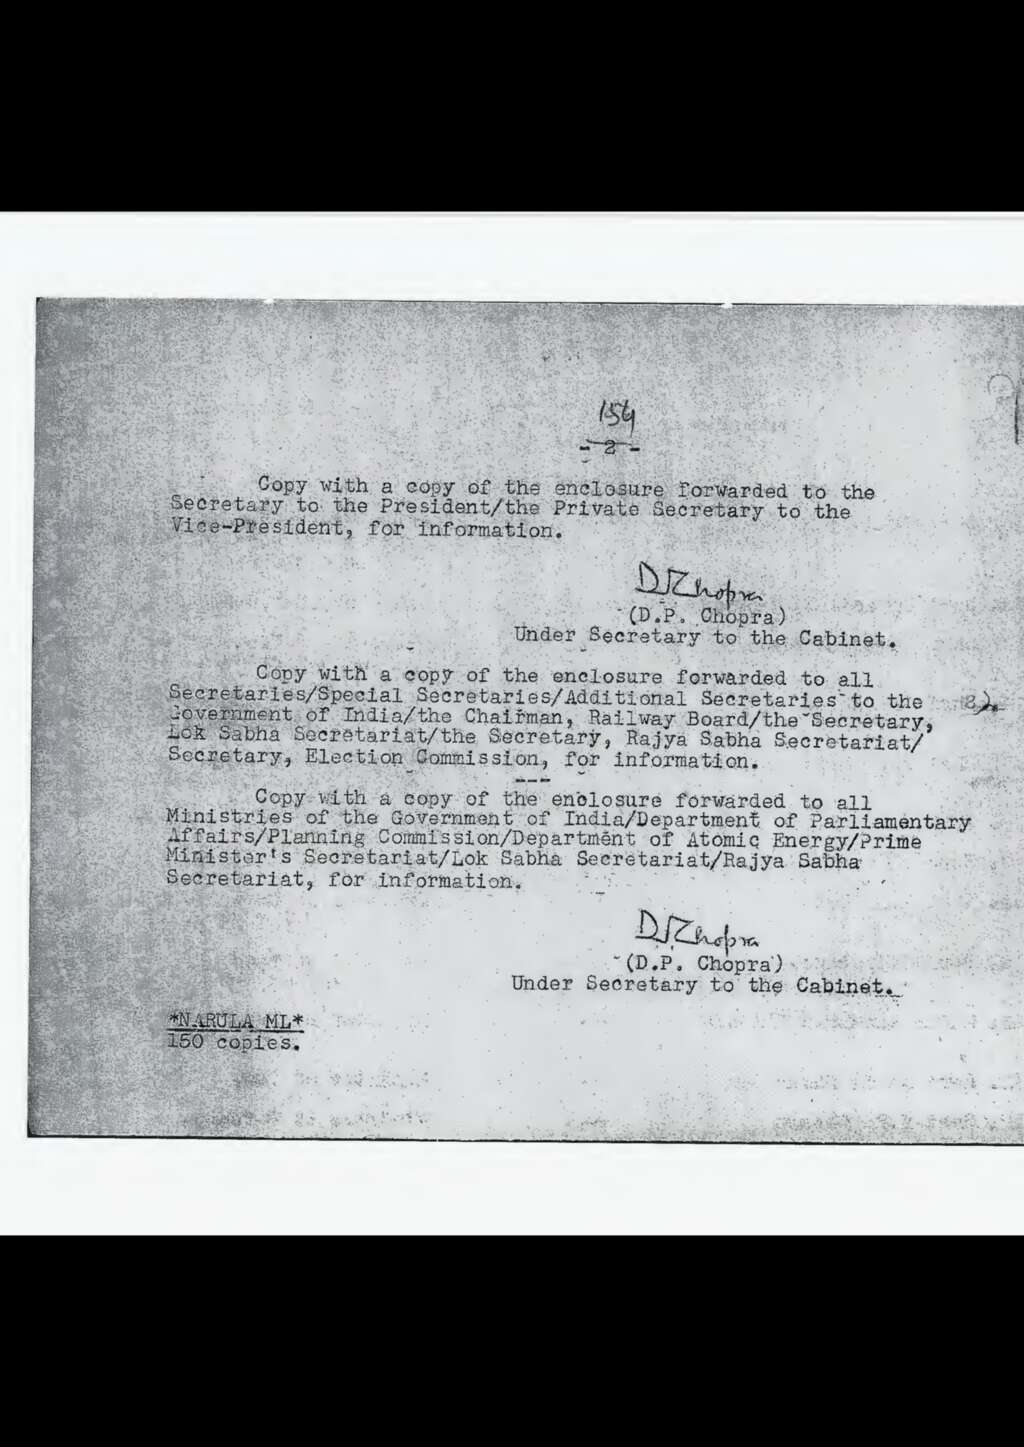 154
- 2 -
Copy with a copy of the enclosure forwarded to the
Secretary to the President/the Private Secretary to the
Vice-President, for information.
D P Chopra
(D.P. Chopra)
Under Secretary to the Cabinet.
Copy with a copy of the enclosure forwarded to all
Secretaries/Special Secretaries/Additional Secretaries to the
Government of India/the Chairman, Railway Board/the Secretary,
Lok Sabha Secretariat/the Secretary, Rajya Sabha Secretariat/
Secretary, Election Commission, for information.
---
Copy with a copy of the enclosure forwarded to all
Ministries of the Government of India/Department of Parliamentary
Affairs/Planning Commission/Department of Atomic Energy/Prime
Minister's Secretariat/Lok Sabha Secretariat/Rajya Sabha
Secretariat, for information.
D P Chopra
(D.P. Chopra)
Under Secretary to the Cabinet.
*NARULA ML*
150 copies.